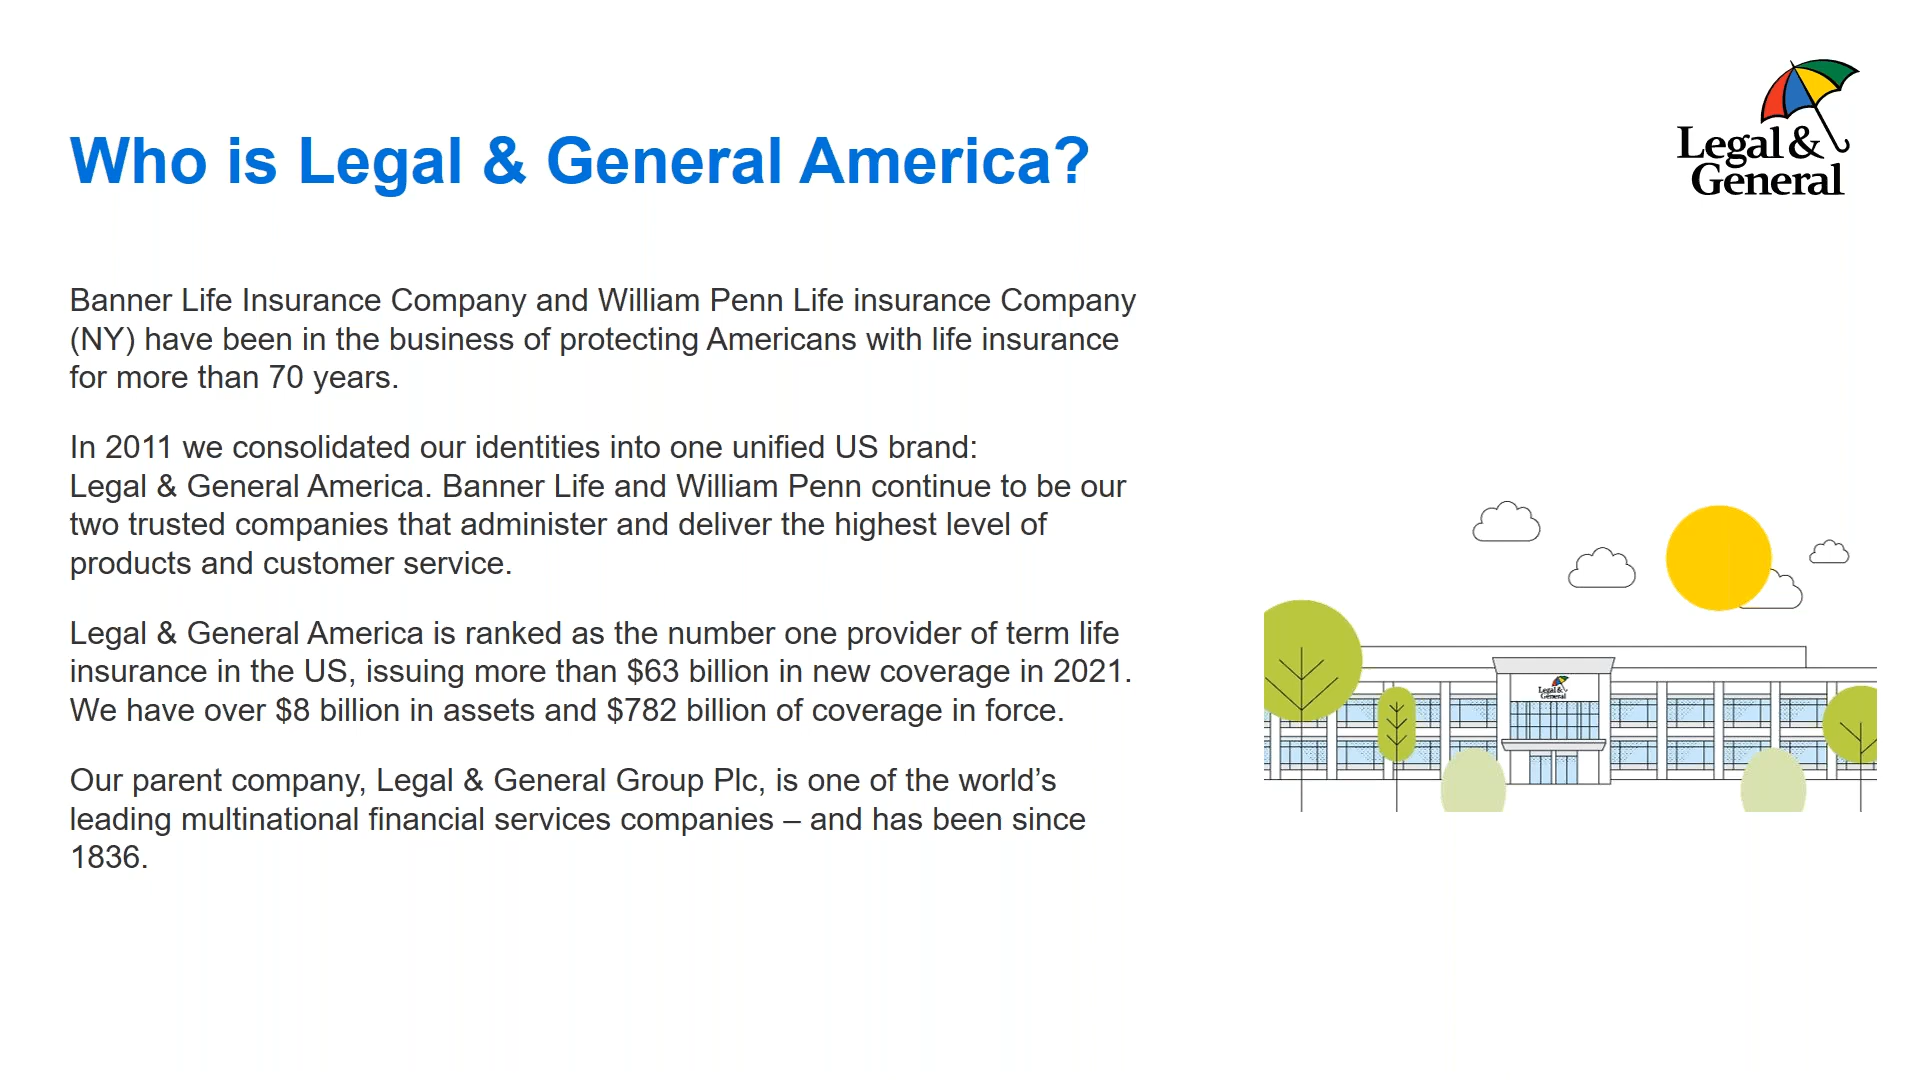 Legal &
General
Who is Legal & General America?
Banner Life Insurance Company and William Penn Life insurance Company
(NY) have been in the business of protecting Americans with life insurance
for more than 70 years.
In 2011 we consolidated our identities into one unified US brand:
Legal & General America. Banner Life and William Penn continue to be our
two trusted companies that administer and deliver the highest level of
products and customer service.
Legal & General America is ranked as the number one provider of term life
insurance in the US, issuing more than $63 billion in new coverage in 2021.
We have over $8 billion in assets and $782 billion of coverage in force.
Our parent company, Legal & General Group Plc, is one of the world’s
leading multinational financial services companies – and has been since
1836.
Legal &
General